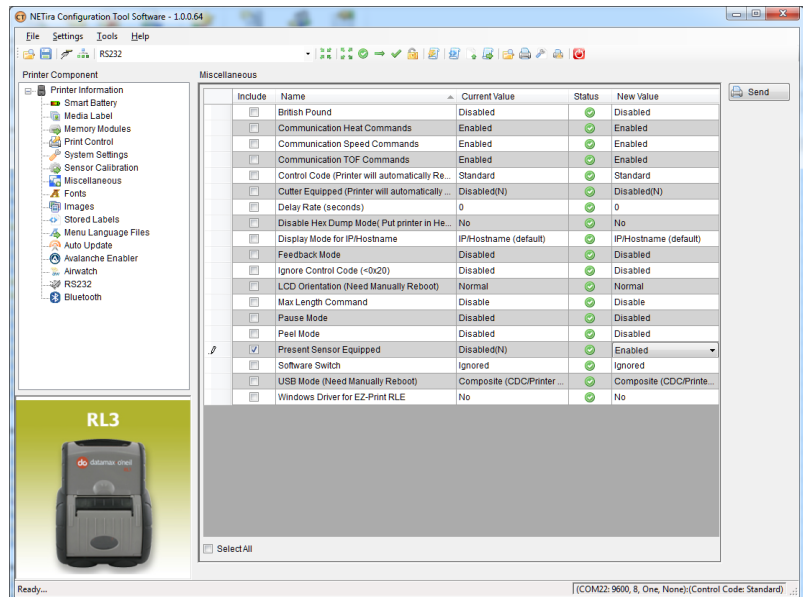 NETira Configuration Tool Software - 1.0.0.64
File Settings Tools Help
RS232
Printer Component
Printer Information
Smart Battery
Media Label
Memory Modules
Print Control
System Settings
Sensor Calibration
Miscellaneous
Fonts
Images
Stored Labels
Menu Language Files
Auto Update
Avalanche Enabler
Airwatch
RS232
Bluetooth
RL3
datamax oneil
Miscellaneous
Include Name Current Value Status New Value
British Pound Disabled Disabled
Communication Heat Commands Enabled Enabled
Communication Speed Commands Enabled Enabled
Communication TOF Commands Enabled Enabled
Control Code (Printer will automatically Re... Standard Standard
Cutter Equipped (Printer will automatically ... Disabled(N) Disabled(N)
Delay Rate (seconds) 0 0
Disable Hex Dump Mode( Put printer in He... No No
Display Mode for IP/Hostname IP/Hostname (default) IP/Hostname (default)
Feedback Mode Disabled Disabled
Ignore Control Code (<0x20) Disabled Disabled
LCD Orientation (Need Manually Reboot) Normal Normal
Max Length Command Disable Disable
Pause Mode Disabled Disabled
Peel Mode Disabled Disabled
Present Sensor Equipped Disabled(N) Enabled
Software Switch Ignored Ignored
USB Mode (Need Manually Reboot) Composite (CDC/Printer ... Composite (CDC/Printe...
Windows Driver for EZ-Print RLE No No
Select All
Send
Ready...
(COM22: 9600, 8, One, None):(Control Code: Standard)